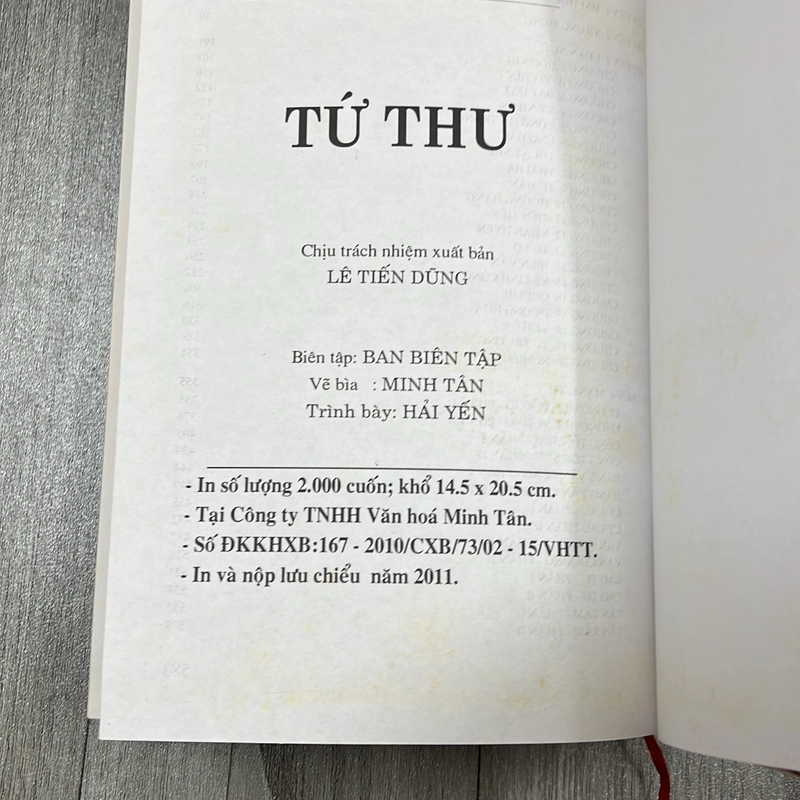 TỨ THƯ
Chịu trách nhiệm xuất bản
LÊ TIẾN DŨNG
Biên tập: BAN BIÊN TẬP
Vẽ bìa : MINH TÂN
Trình bày: HẢI YẾN
- In số lượng 2.000 cuốn; khổ 14.5 x 20.5 cm.
- Tại Công ty TNHH Văn hoá Minh Tân.
- Số ĐKKHXB:167 - 2010/CXB/73/02 - 15/VHTT.
- In và nộp lưu chiểu năm 2011.